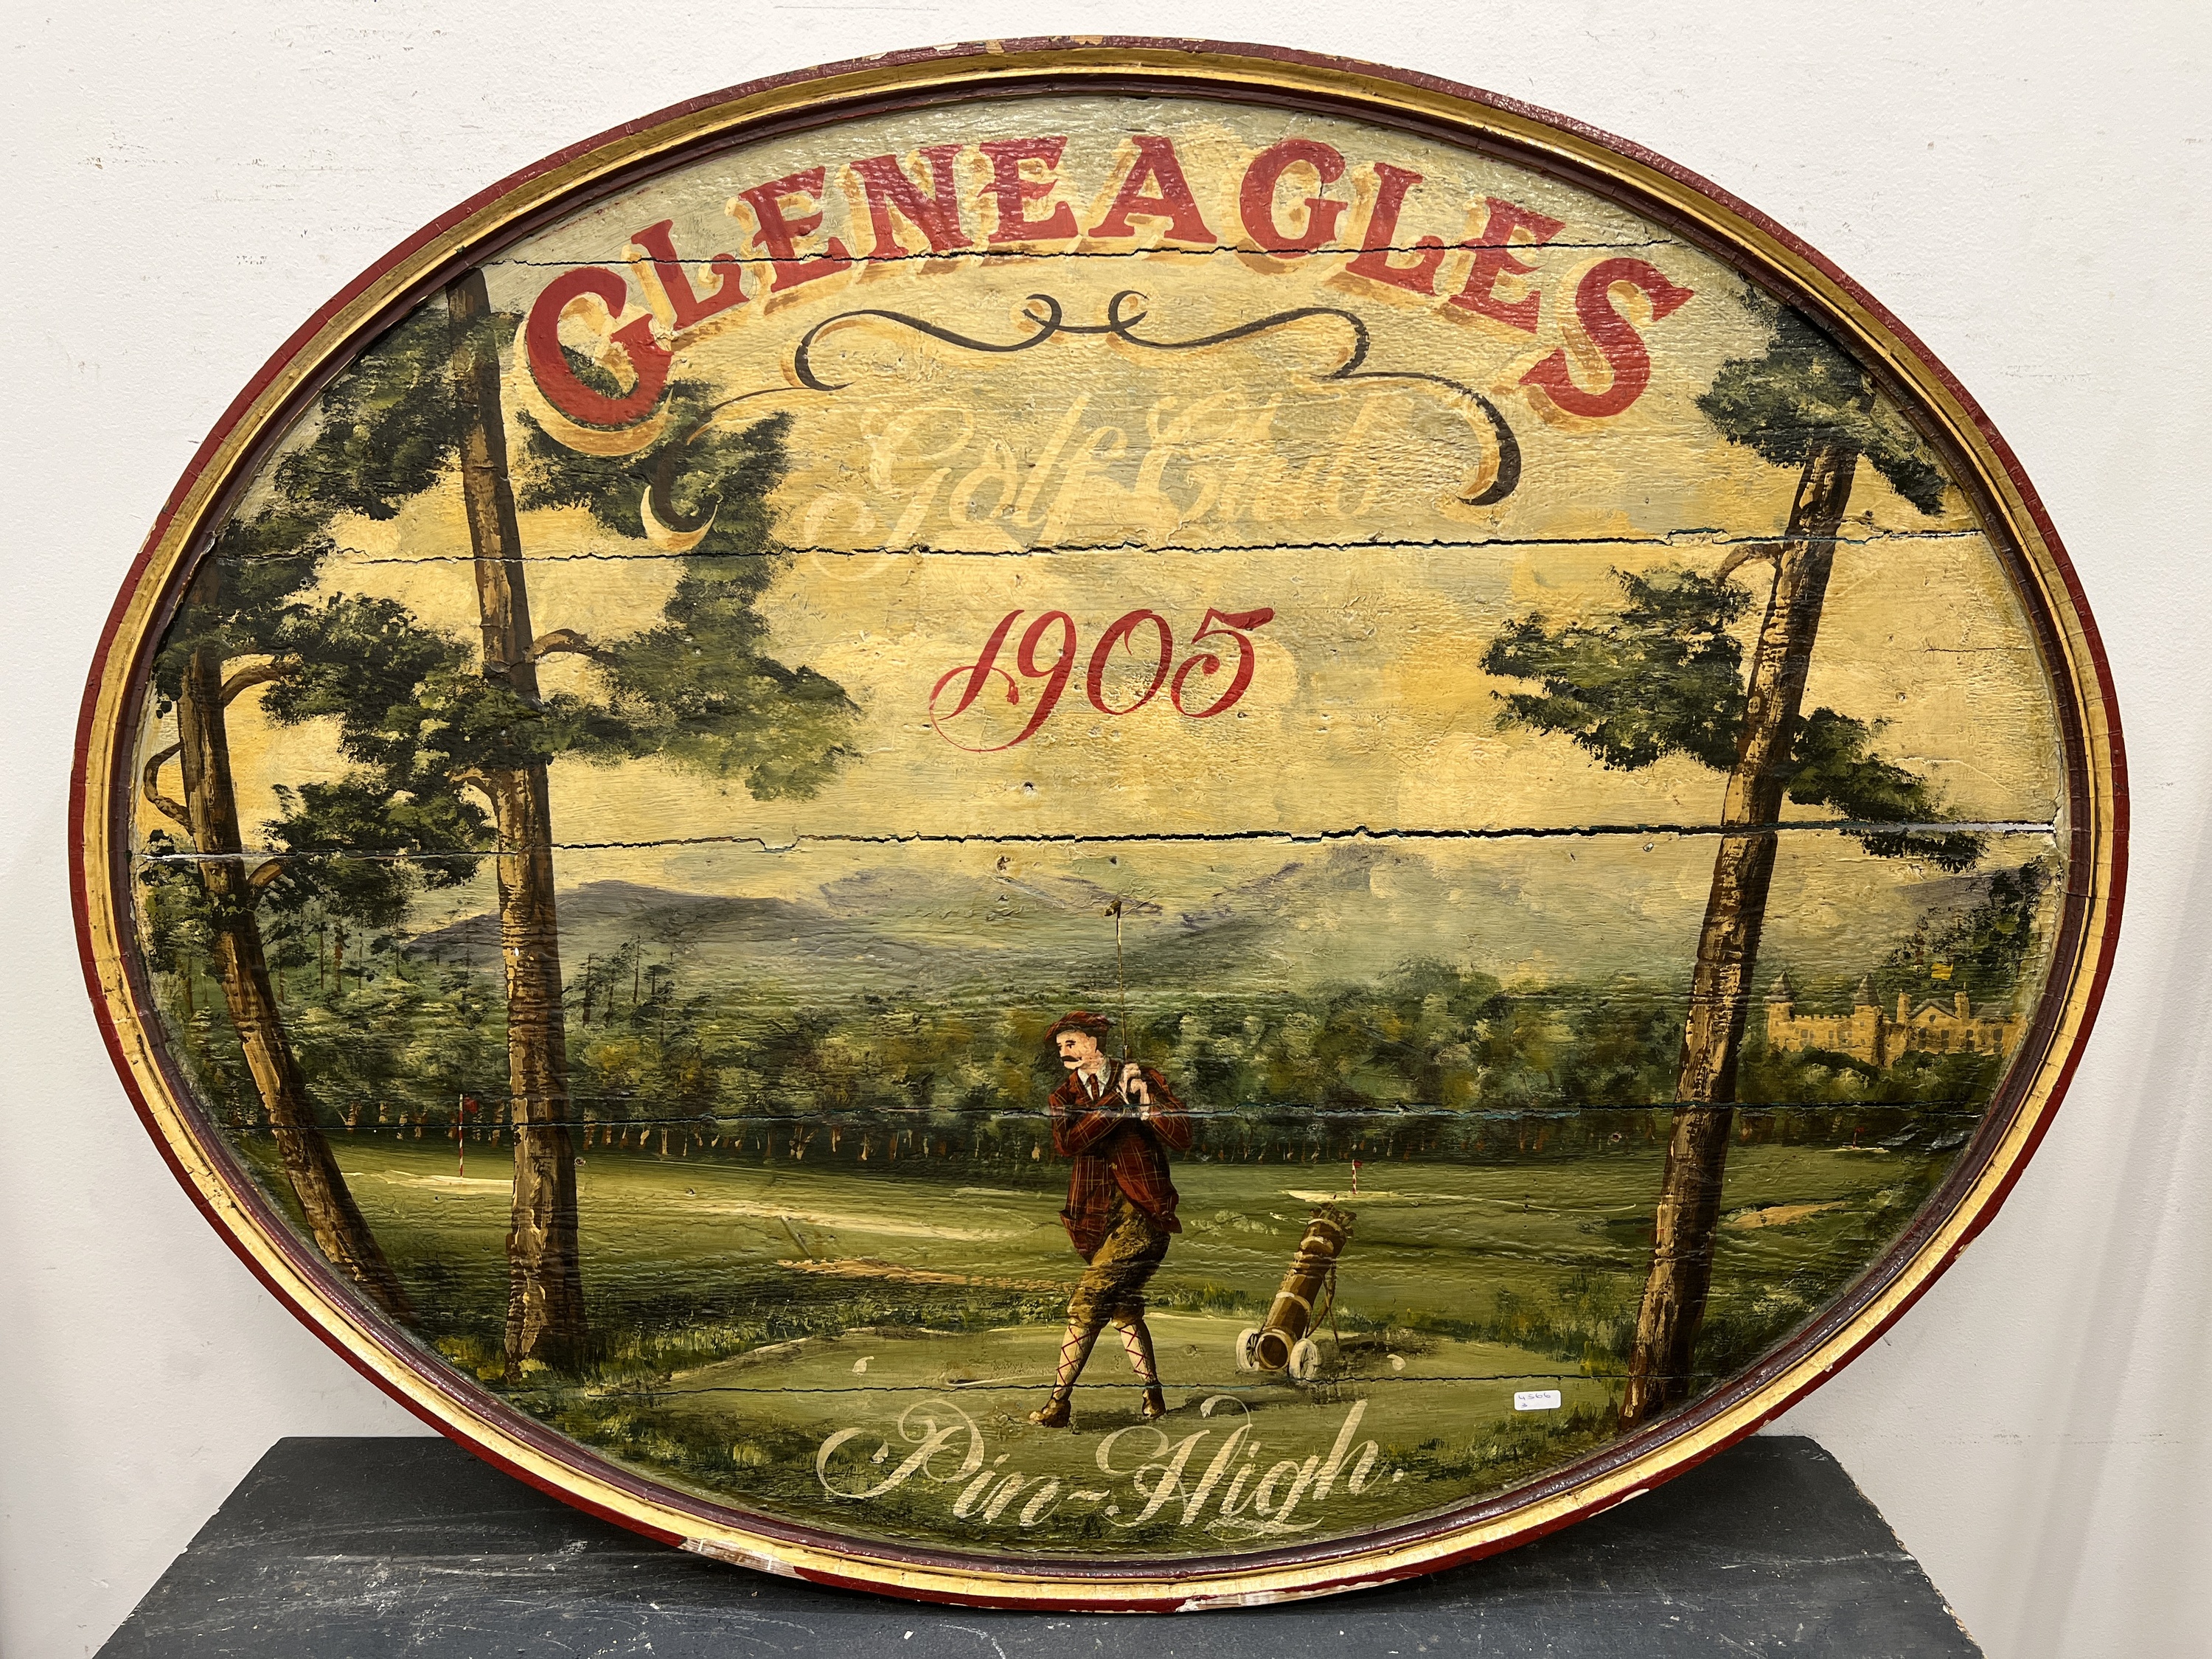 GLENEAGLES
Golf Club
1905
Pin-High.